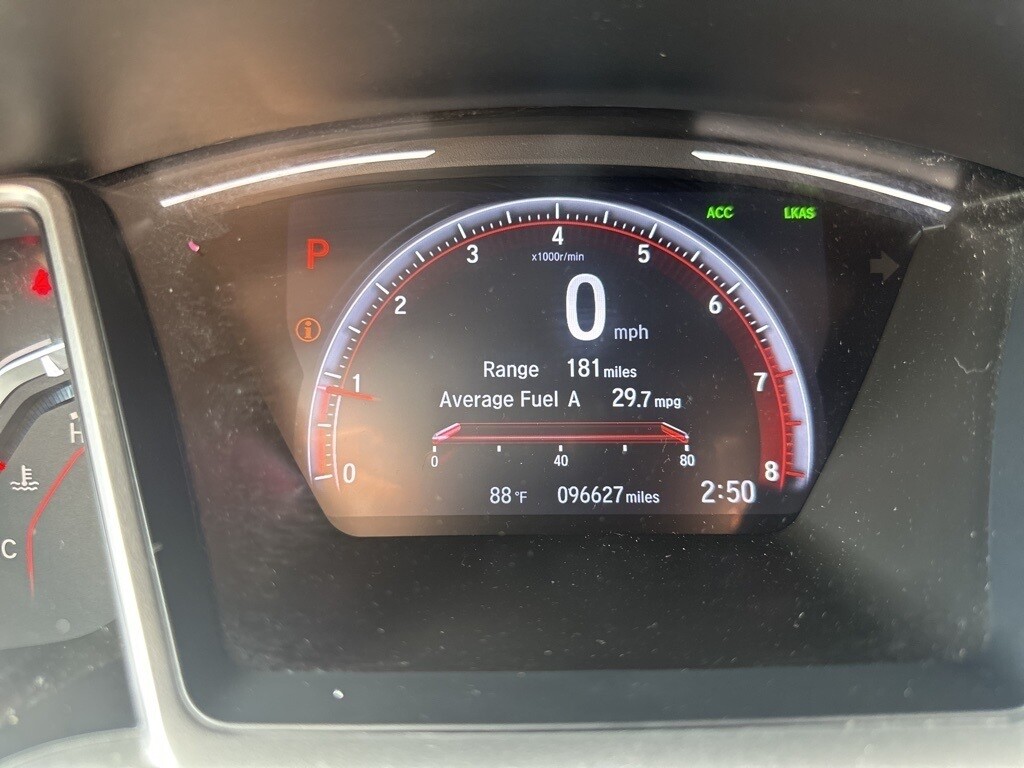 ACC LKAS
P
4
3 5
x1000r/min
2 6
0 mph
i
Range 181 miles
1 7
Average Fuel A 29.7 mpg
H
0 40 80
0 8
88 °F 096627 miles 2:50
C